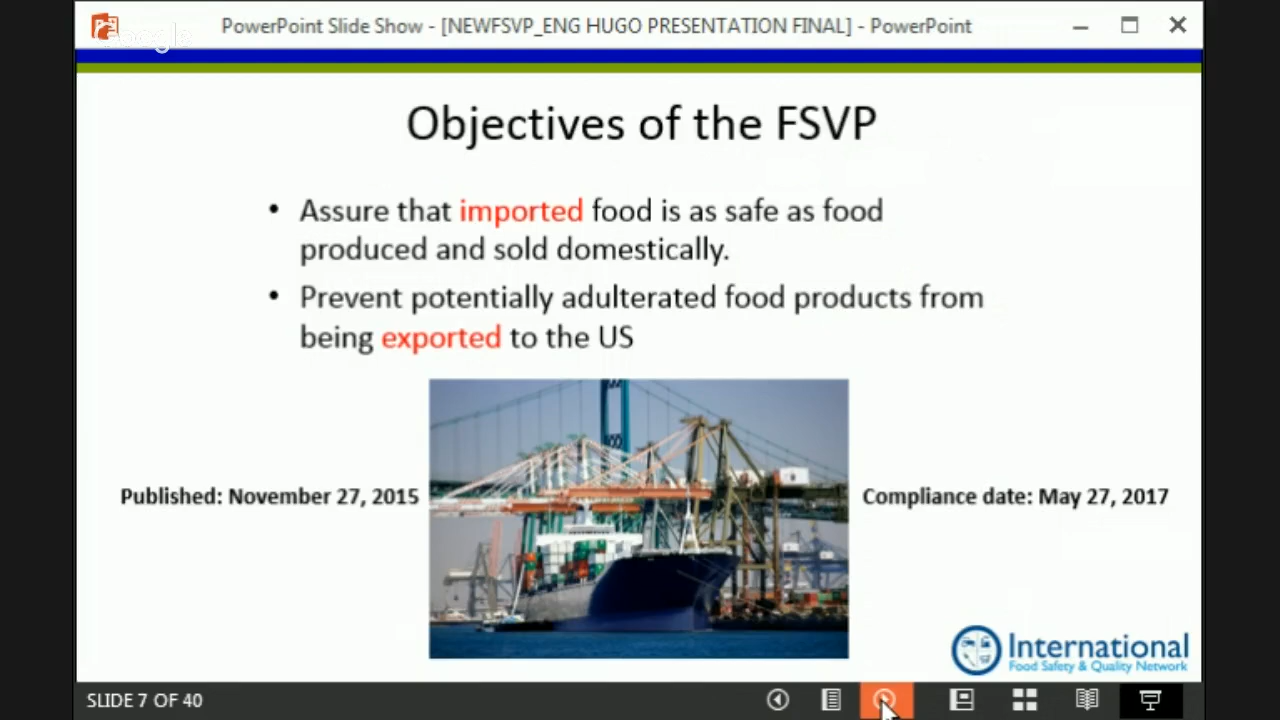 PowerPoint Slide Show - [NEWFSVP_ENG HUGO PRESENTATION FINAL] - PowerPoint
Google
Objectives of the FSVP
• Assure that imported food is as safe as food
produced and sold domestically.
• Prevent potentially adulterated food products from
being exported to the US
Published: November 27, 2015
Compliance date: May 27, 2017
International
Food Safety & Quality Network
SLIDE 7 OF 40